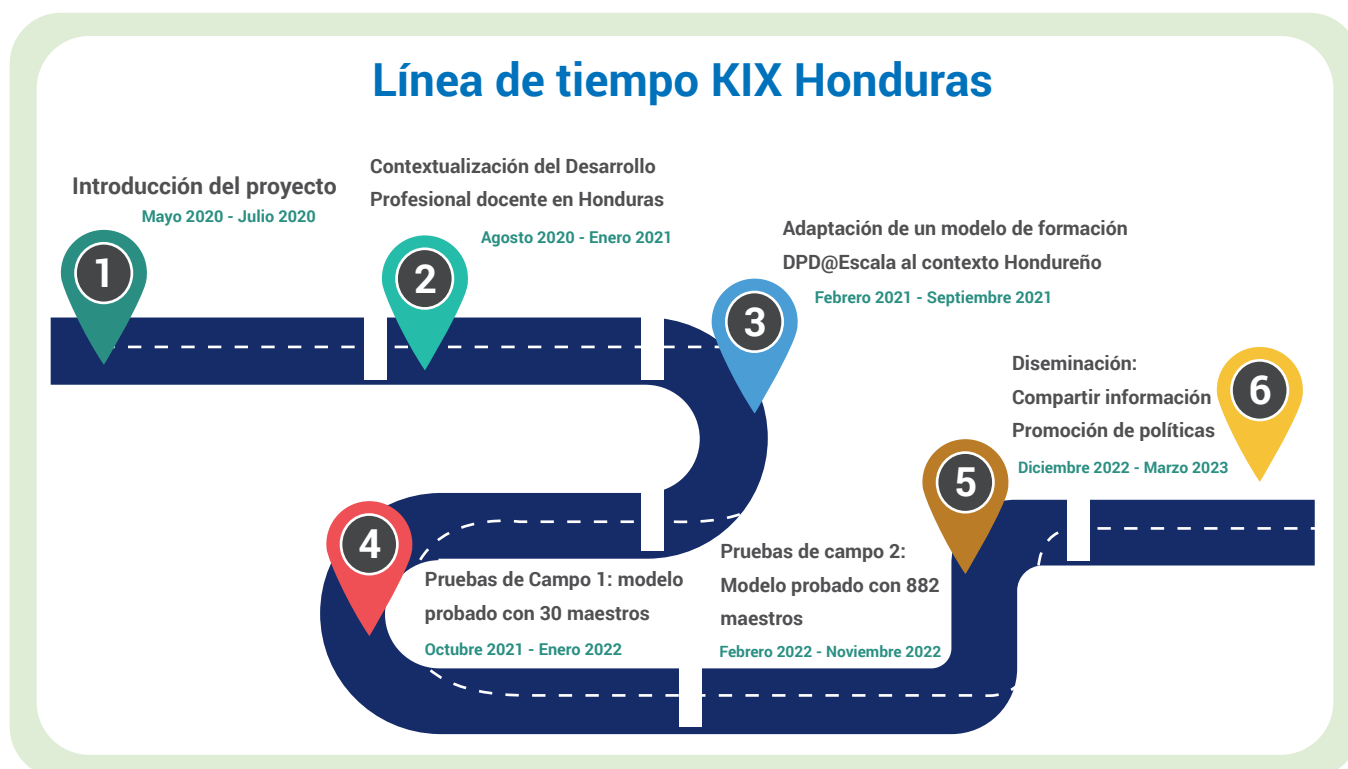 Línea de tiempo KIX Honduras
1
Introducción del proyecto
Mayo 2020 - Julio 2020
2
Contextualización del Desarrollo
Profesional docente en Honduras
Agosto 2020 - Enero 2021
3
Adaptación de un modelo de formación
DPD@Escala al contexto Hondureño
Febrero 2021 - Septiembre 2021
4
Pruebas de Campo 1: modelo
probado con 30 maestros
Octubre 2021 - Enero 2022
5
Pruebas de campo 2:
Modelo probado con 882
maestros
Febrero 2022 - Noviembre 2022
6
Diseminación:
Compartir información
Promoción de políticas
Diciembre 2022 - Marzo 2023